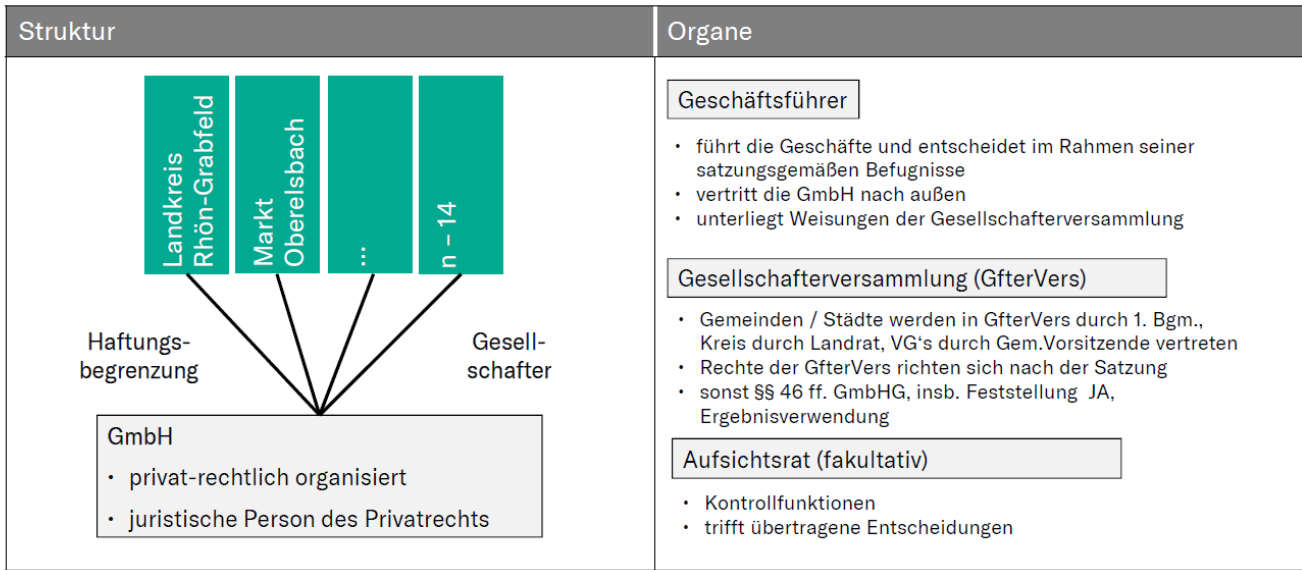 Struktur
Organe
Landkreis
Rhön-Grabfeld
Markt
Oberelsbach
...
n – 14
Haftungs-
begrenzung
Gesell-
schafter
GmbH
• privat-rechtlich organisiert
• juristische Person des Privatrechts
Geschäftsführer
• führt die Geschäfte und entscheidet im Rahmen seiner
satzungsgemäßen Befugnisse
• vertritt die GmbH nach außen
• unterliegt Weisungen der Gesellschafterversammlung
Gesellschafterversammlung (GfterVers)
• Gemeinden / Städte werden in GfterVers durch 1. Bgm.,
Kreis durch Landrat, VG‘s durch Gem.Vorsitzende vertreten
• Rechte der GfterVers richten sich nach der Satzung
• sonst §§ 46 ff. GmbHG, insb. Feststellung JA,
Ergebnisverwendung
Aufsichtsrat (fakultativ)
• Kontrollfunktionen
• trifft übertragene Entscheidungen